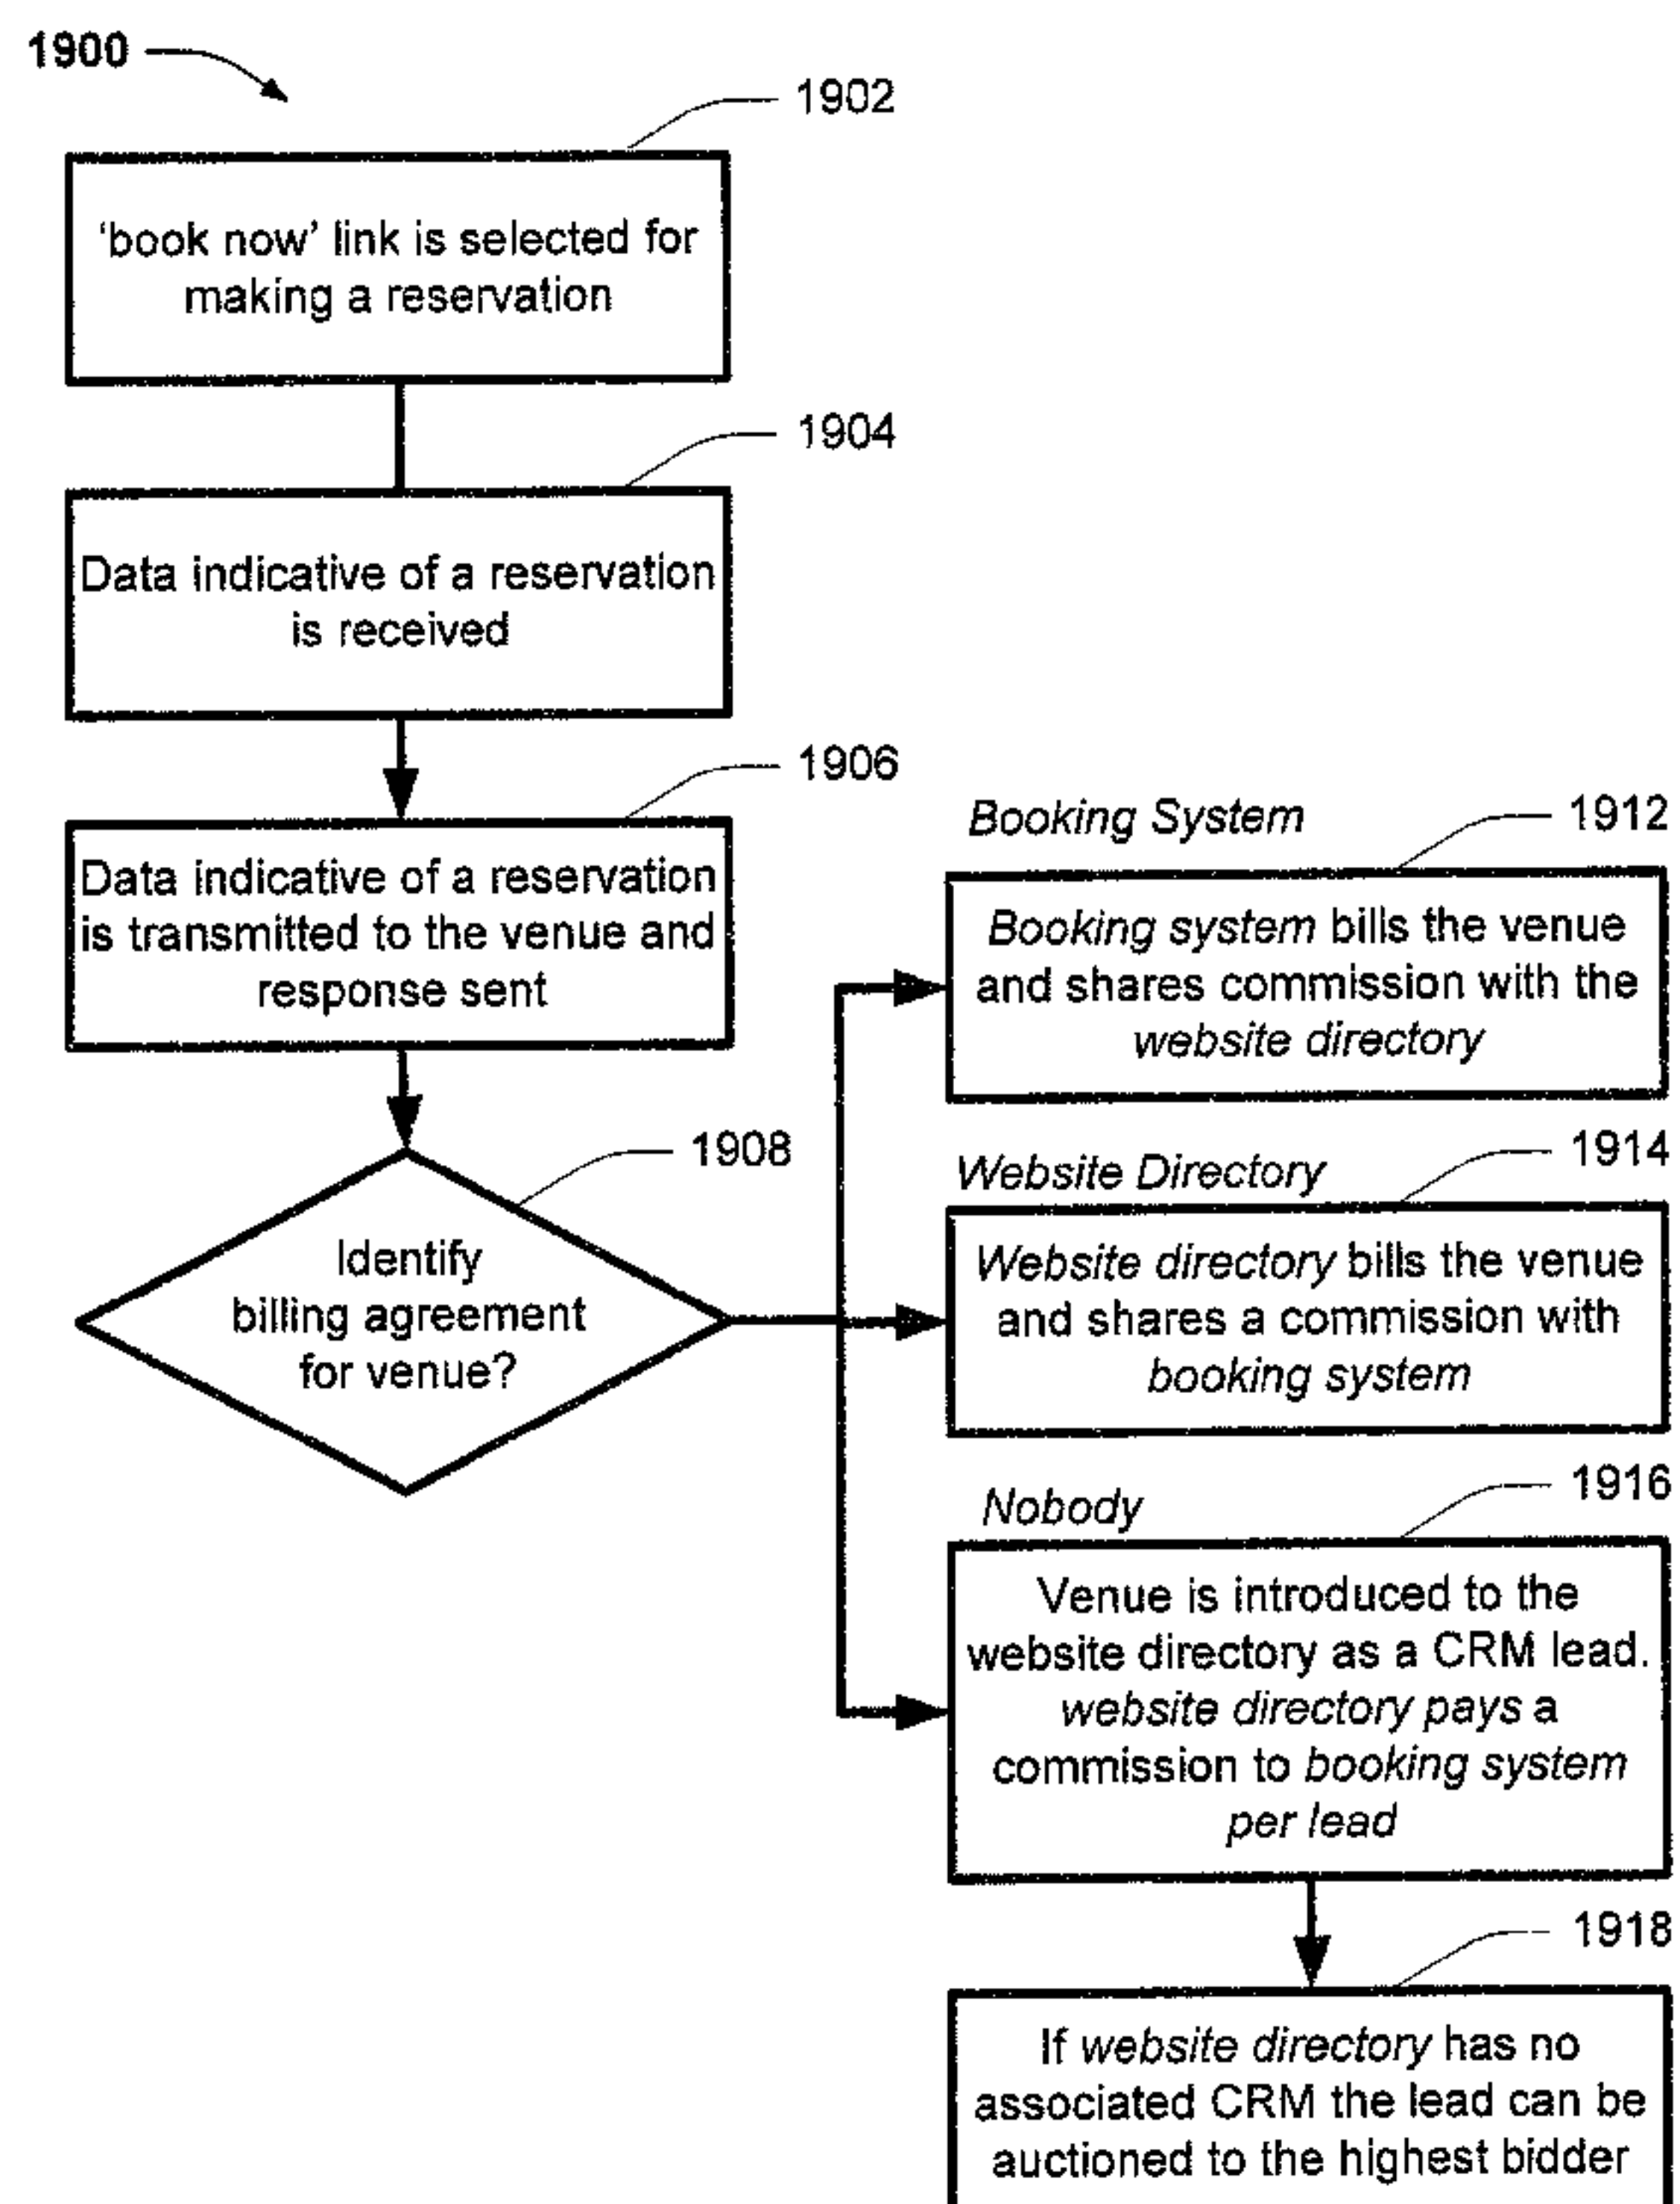 1900
1902
'book now' link is selected for
making a reservation
1904
Data indicative of a reservation
is received
1906
Data indicative of a reservation
is transmitted to the venue and
response sent
1908
Identify
billing agreement
for venue?
Booking System
1912
Booking system bills the venue
and shares commission with the
website directory
Website Directory
1914
Website directory bills the venue
and shares a commission with
booking system
Nobody
1916
Venue is introduced to the
website directory as a CRM lead.
website directory pays a
commission to booking system
per lead
1918
If website directory has no
associated CRM the lead can be
auctioned to the highest bidder